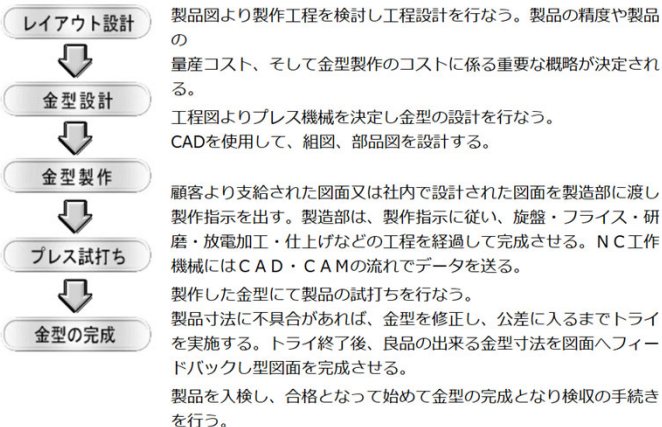 レイアウト設計
製品図より製作工程を検討し工程設計を行なう。製品の精度や製品
の
量産コスト、そして金型製作のコストに係る重要な概略が決定され
る。
金型設計
工程図よりプレス機械を決定し金型の設計を行なう。
CADを使用して、組図、部品図を設計する。
金型製作
顧客より支給された図面又は社内で設計された図面を製造部に渡し
製作指示を出す。製造部は、製作指示に従い、旋盤・フライス・研
磨・放電加工・仕上げなどの工程を経過して完成させる。ＮＣ工作
機械にはＣＡＤ・ＣＡＭの流れでデータを送る。
プレス試打ち
製作した金型にて製品の試打ちを行なう。
製品寸法に不具合があれば、金型を修正し、公差に入るまでトライ
を実施する。トライ終了後、良品の出来る金型寸法を図面へフィー
ドバックし型図面を完成させる。
金型の完成
製品を入検し、合格となって始めて金型の完成となり検収の手続き
を行う。